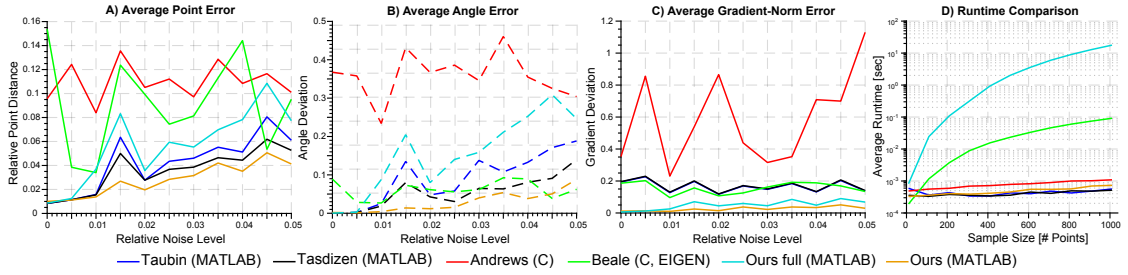 A) Average Point Error
B) Average Angle Error
C) Average Gradient-Norm Error
D) Runtime Comparison
Relative Point Distance
0.16
0.14
0.12
0.1
0.08
0.06
0.04
0.02
0
0
0.01
0.02
0.03
0.04
0.05
Relative Noise Level
Angle Deviation
0.5
0.4
0.3
0.2
0.1
0
0
0.01
0.02
0.03
0.04
0.05
Relative Noise Level
Gradient Deviation
1.2
1
0.8
0.6
0.4
0.2
0
0
0.01
0.02
0.03
0.04
0.05
Relative Noise Level
Average Runtime [sec]
10²
10¹
10⁰
10⁻¹
10⁻²
10⁻³
10⁻⁴
0
200
400
600
800
1000
Sample Size [# Points]
Taubin (MATLAB)
Tasdizen (MATLAB)
Andrews (C)
Beale (C, EIGEN)
Ours full (MATLAB)
Ours (MATLAB)